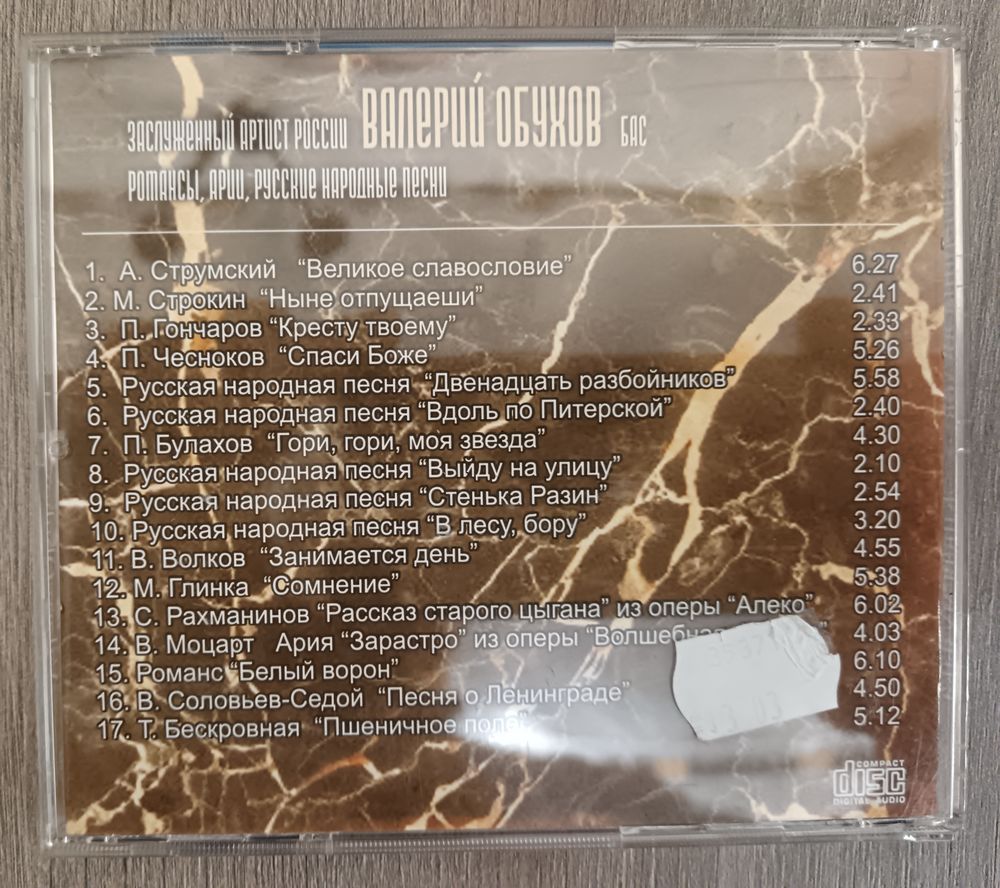 ЗАСЛУЖЕННЫЙ АРТИСТ РОССИИ ВАЛЕРИЙ ОБУХОВ БАС
РОМАНСЫ, АРИИ, РУССКИЕ НАРОДНЫЕ ПЕСНИ
1. А. Струмский “Великое славословие” 6.27
2. М. Строкин “Ныне отпущаеши” 2.41
3. П. Гончаров “Кресту твоему” 2.33
4. П. Чесноков “Спаси Боже” 5.26
5. Русская народная песня “Двенадцать разбойников” 5.58
6. Русская народная песня “Вдоль по Питерской” 2.40
7. П. Булахов “Гори, гори, моя звезда” 4.30
8. Русская народная песня “Выйду на улицу” 2.10
9. Русская народная песня “Стенька Разин” 2.54
10. Русская народная песня “В лесу, бору” 3.20
11. В. Волков “Занимается день” 4.55
12. М. Глинка “Сомнение” 5.38
13. С. Рахманинов “Рассказ старого цыгана” из оперы “Алеко” 6.02
14. В. Моцарт Ария “Зарастро” из оперы 4.03
15. Романс “Белый ворон” 6.10
16. В. Соловьев-Седой “Песня о Ленинграде” 4.50
17. Т. Бескровная “Пшеничное поле” 5.12
COMPACT
disc
DIGITAL AUDIO